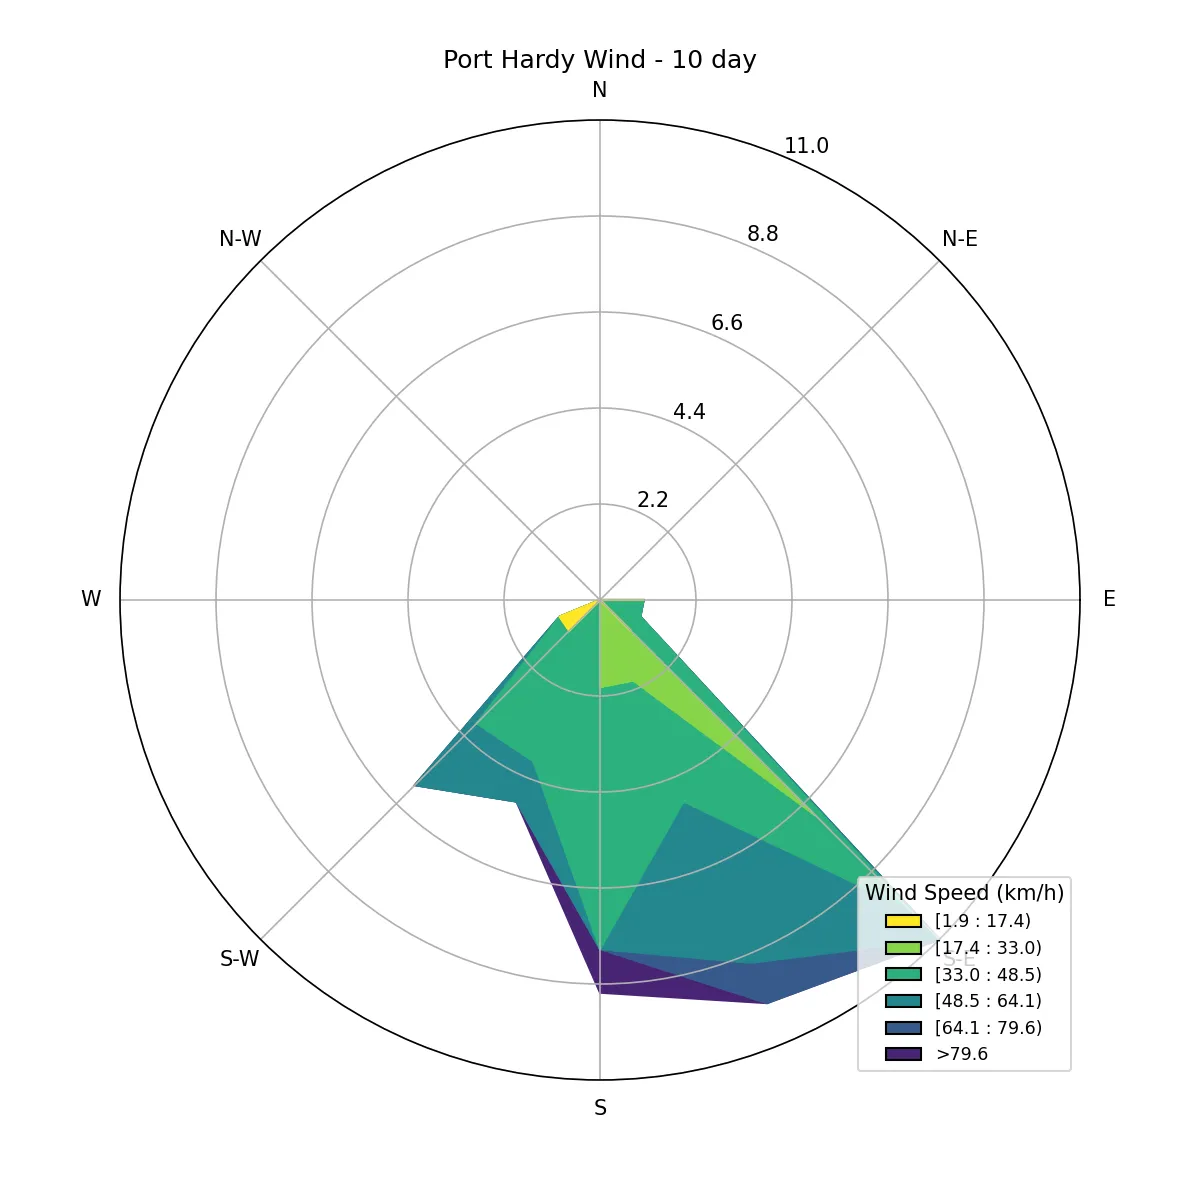 Port Hardy Wind - 10 day
N
11.0
N-W
8.8
N-E
6.6
4.4
2.2
W
E
Wind Speed (km/h)
[1.9 : 17.4)
[17.4 : 33.0)
S-W
S-E
[33.0 : 48.5)
[48.5 : 64.1)
[64.1 : 79.6)
>79.6
S